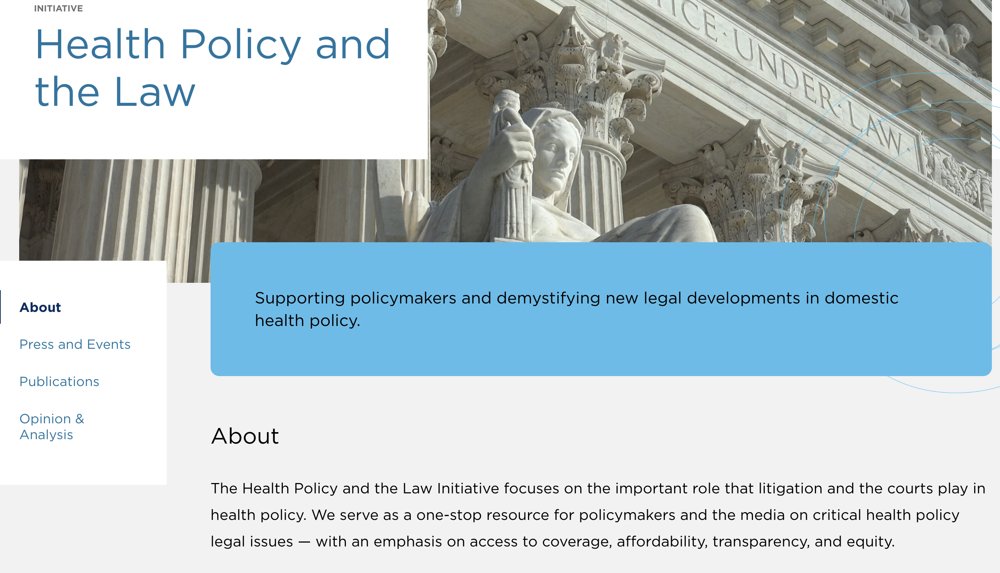 INITIATIVE
Health Policy and
the Law
ICE·UNDER·LAW·
Supporting policymakers and demystifying new legal developments in domestic
health policy.
About
Press and Events
Publications
Opinion &
Analysis
About
The Health Policy and the Law Initiative focuses on the important role that litigation and the courts play in
health policy. We serve as a one-stop resource for policymakers and the media on critical health policy
legal issues — with an emphasis on access to coverage, affordability, transparency, and equity.